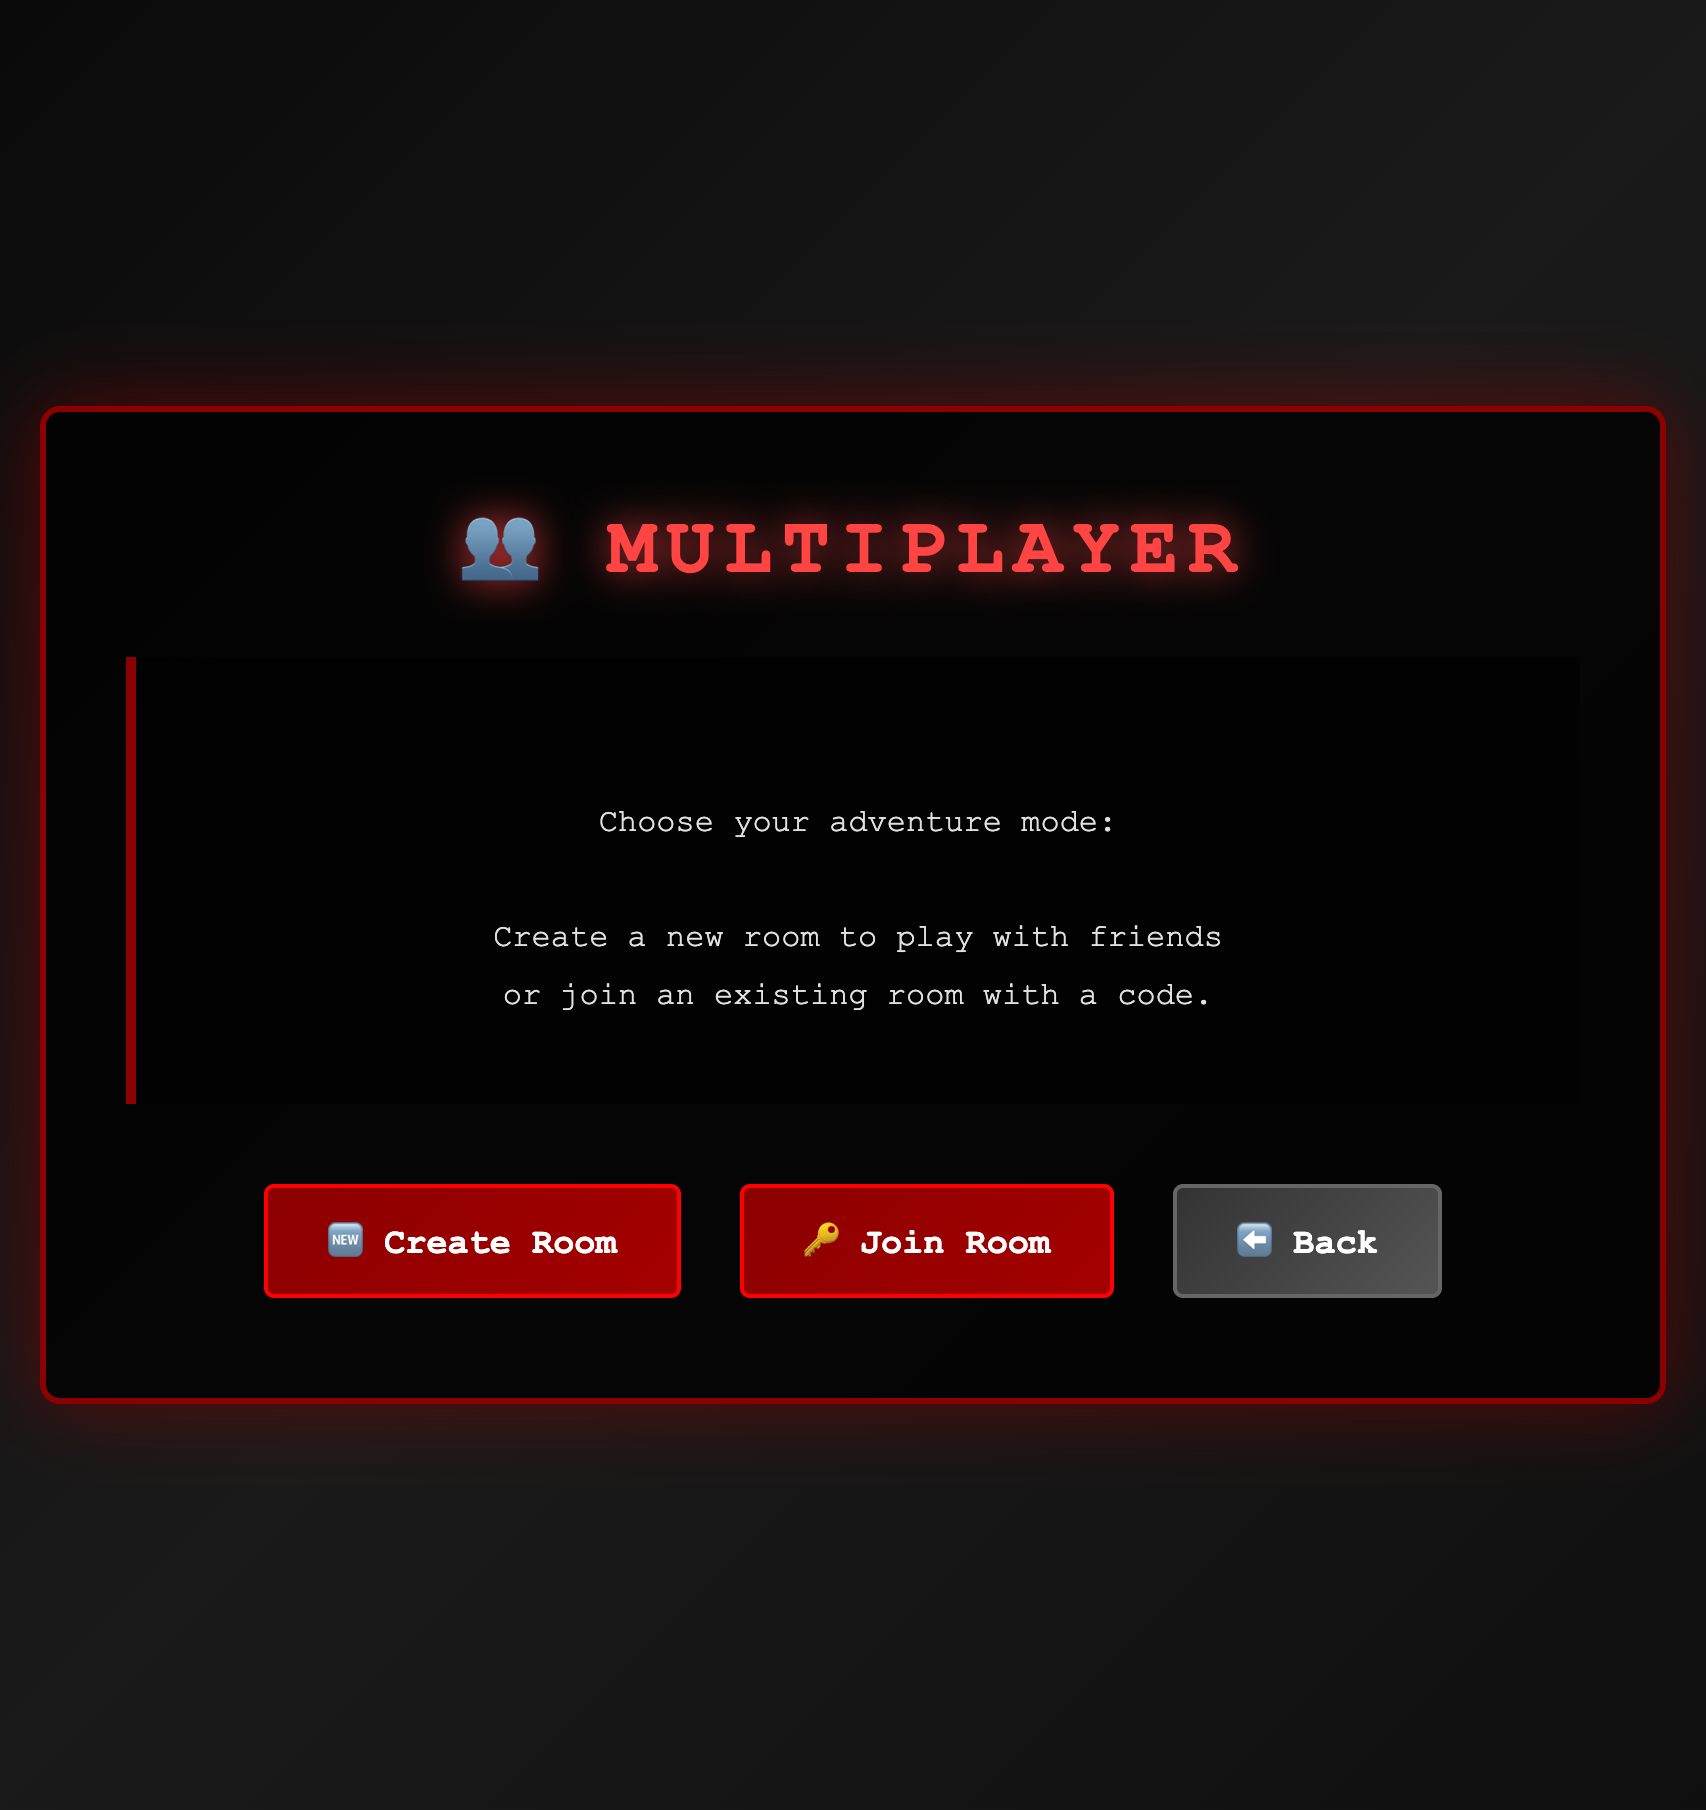 👥 MULTIPLAYER
Choose your adventure mode:
Create a new room to play with friends
or join an existing room with a code.
🆕 Create Room
🔑 Join Room
⬅️ Back